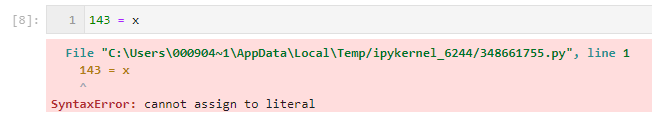 [8]: 1 143 = x
File "C:\Users\000904~1\AppData\Local\Temp/ipykernel_6244/348661755.py", line 1
143 = x
^
SyntaxError: cannot assign to literal